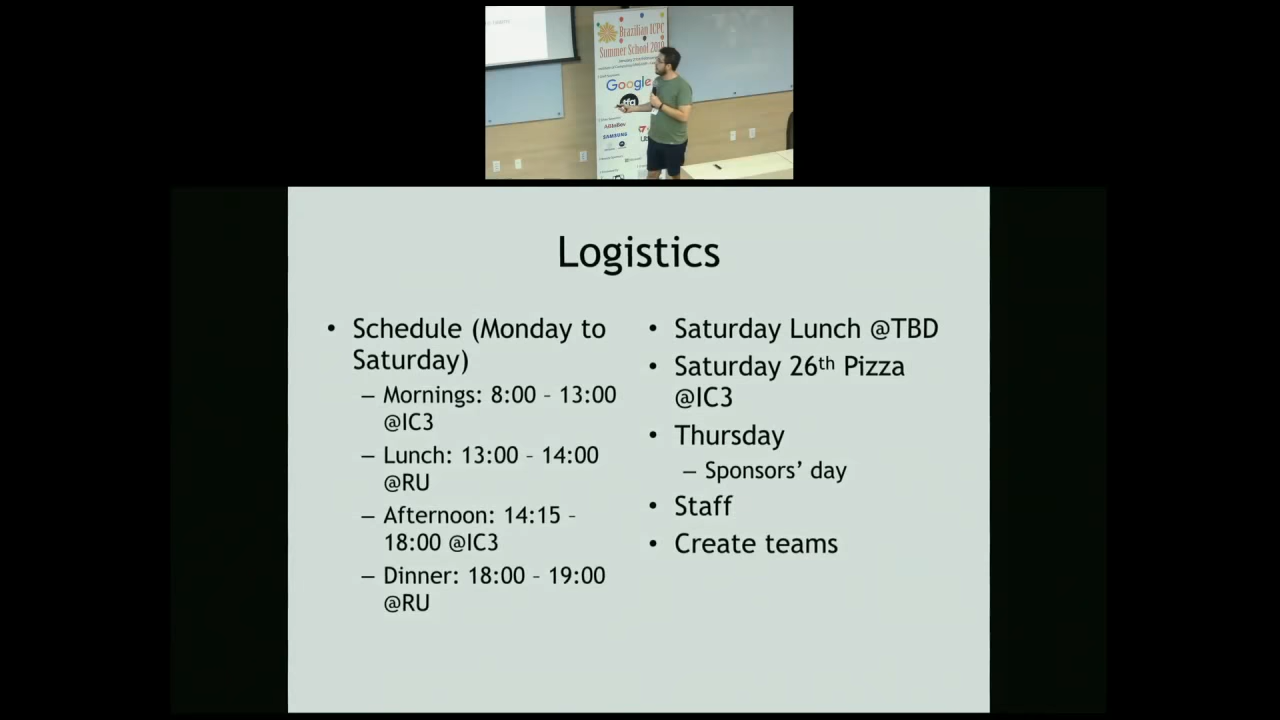 Brazilian ICPC
Summer School 2019
Google
SAMSUNG
Logistics
• Schedule (Monday to
Saturday)
– Mornings: 8:00 – 13:00
@IC3
– Lunch: 13:00 – 14:00
@RU
– Afternoon: 14:15 –
18:00 @IC3
– Dinner: 18:00 – 19:00
@RU
• Saturday Lunch @TBD
• Saturday 26th Pizza
@IC3
• Thursday
– Sponsors’ day
• Staff
• Create teams